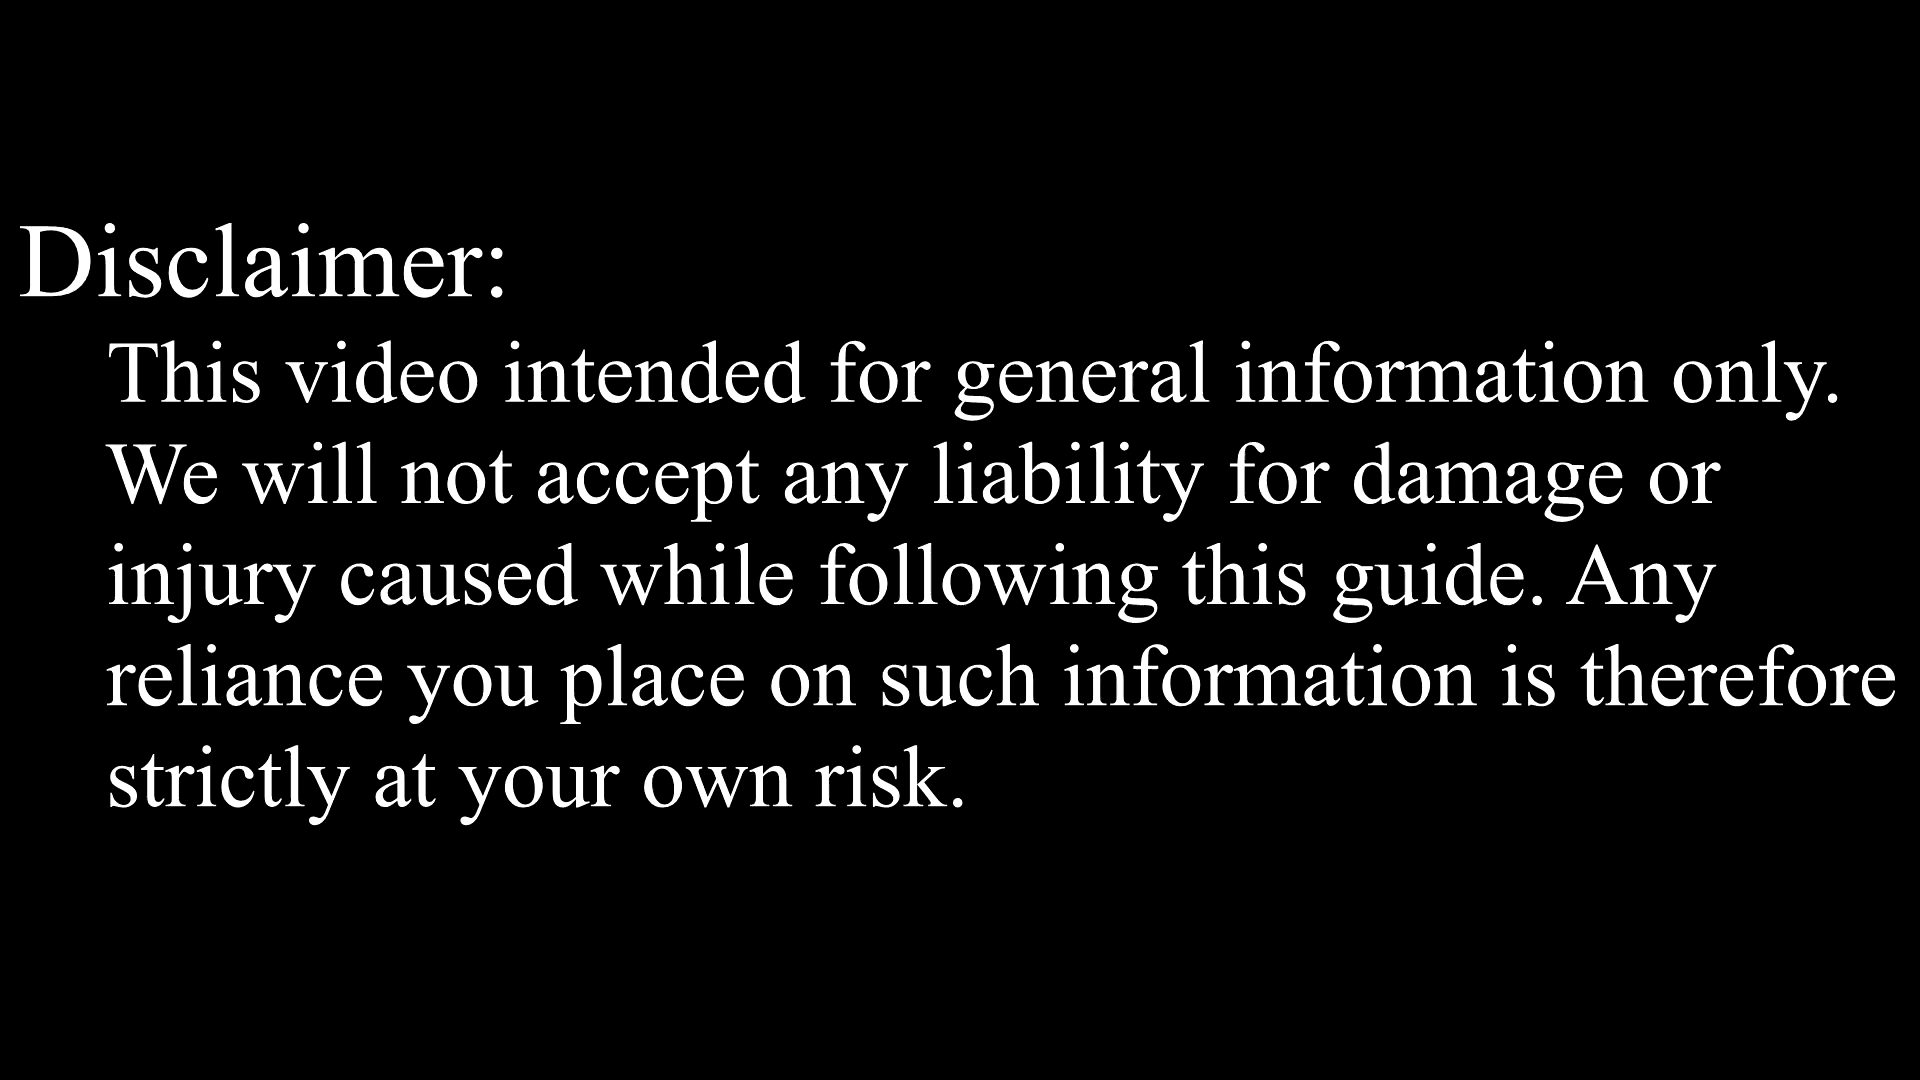 Disclaimer:
This video intended for general information only.
We will not accept any liability for damage or
injury caused while following this guide. Any
reliance you place on such information is therefore
strictly at your own risk.